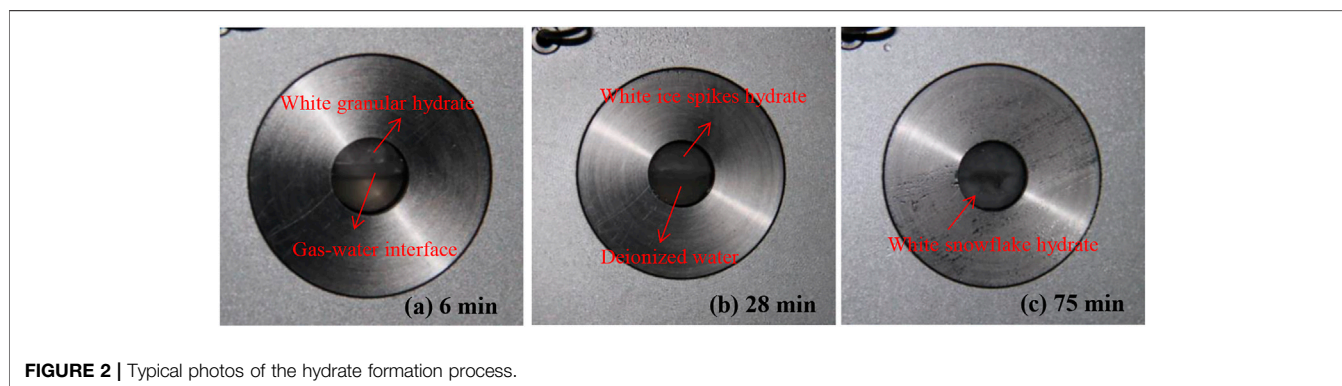 White granular hydrate
Gas-water interface
(a) 6 min
White ice spikes hydrate
Deionized water
(b) 28 min
White snowflake hydrate
(c) 75 min
FIGURE 2 | Typical photos of the hydrate formation process.